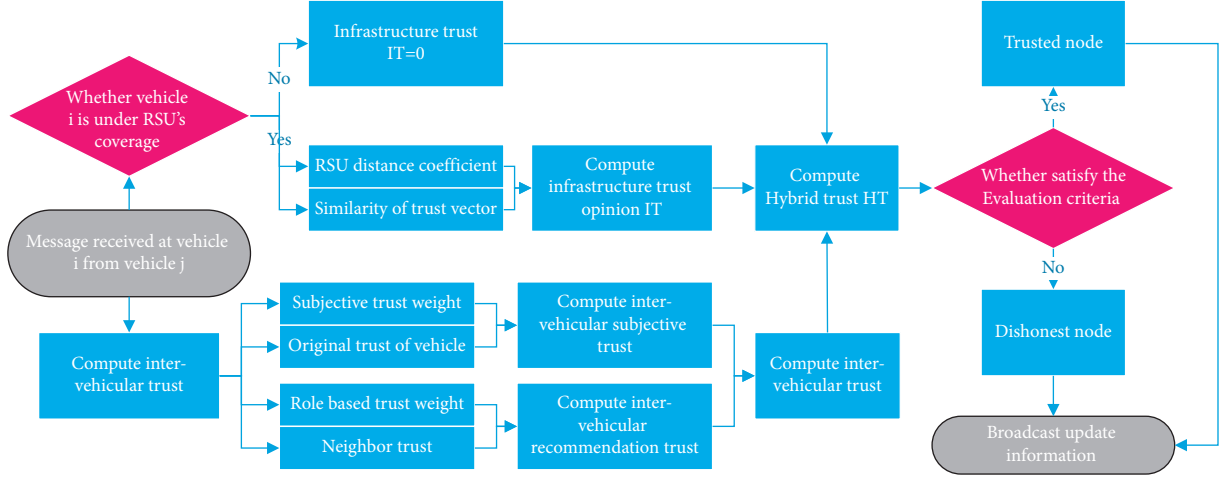 Whether vehicle
i is under RSU's
coverage
No
Yes
Infrastructure trust
IT=0
RSU distance coefficient
Similarity of trust vector
Compute
infrastructure trust
opinion IT
Compute
Hybrid trust HT
Trusted node
Yes
Whether satisfy the
Evaluation criteria
No
Dishonest node
Broadcast update
information
Message received at vehicle
i from vehicle j
Compute inter-
vehicular trust
Subjective trust weight
Original trust of vehicle
Role based trust weight
Neighbor trust
Compute inter-
vehicular subjective
trust
Compute inter-
vehicular
recommendation trust
Compute inter-
vehicular trust